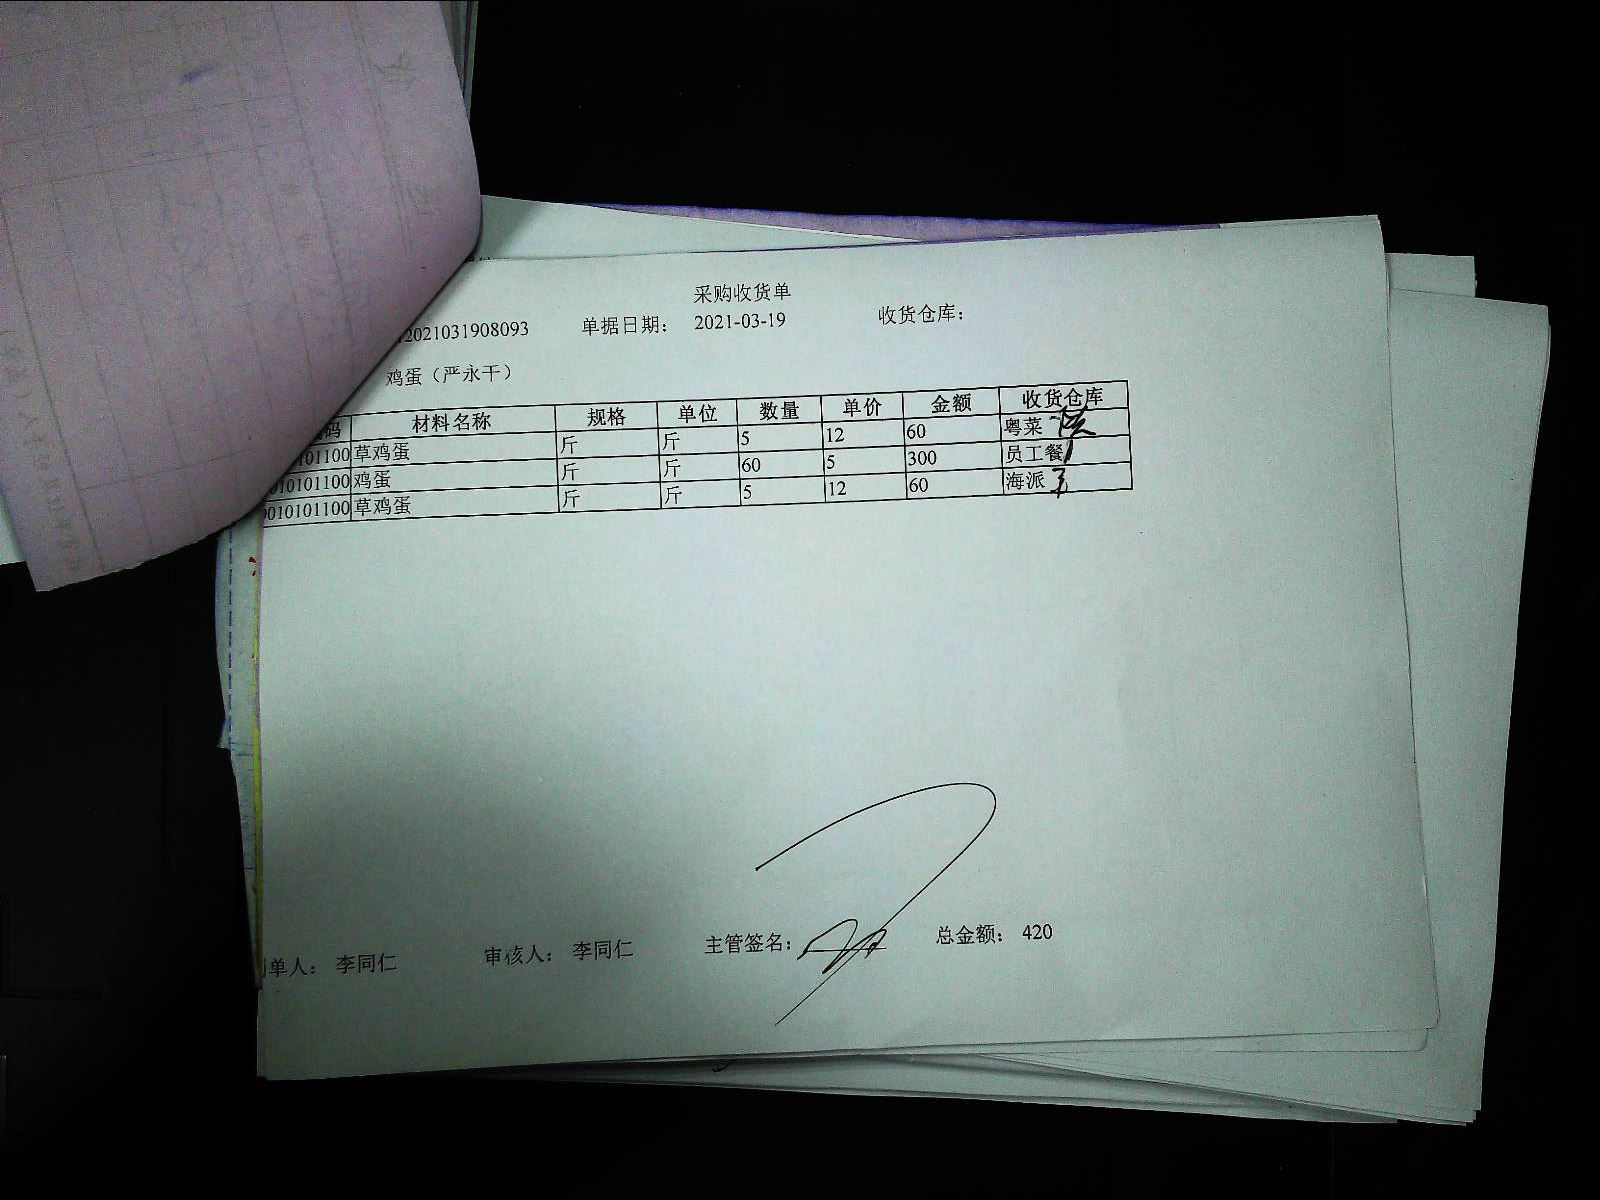 采购收货单
2021031908093 单据日期： 2021-03-19 收货仓库：
鸡蛋（严永干）
码 材料名称 规格 单位 数量 单价 金额 收货仓库
101100 草鸡蛋 斤 斤 5 12 60 粤菜
010101100 鸡蛋 斤 斤 60 5 300 员工餐
010101100 草鸡蛋 斤 斤 5 12 60 海派
单人： 李同仁 审核人： 李同仁 主管签名： 总金额： 420